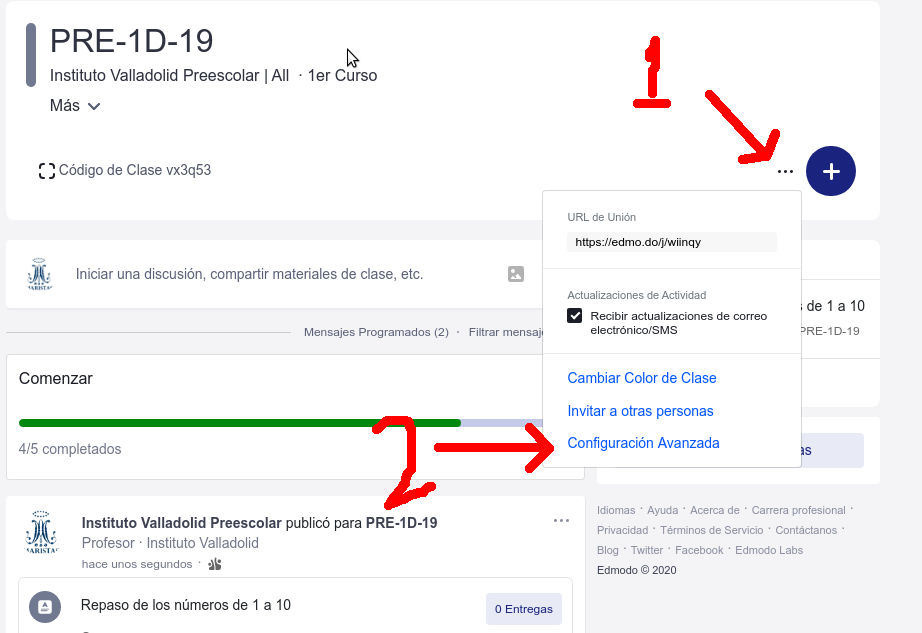 PRE-1D-19
Instituto Valladolid Preescolar | All · 1er Curso
Más
1
Código de Clase vx3q53
URL de Unión
https://edmo.do/j/wiinqy
Iniciar una discusión, compartir materiales de clase, etc.
ARISTA
Actualizaciones de Actividad
Recibir actualizaciones de correo
electrónico/SMS
de 1 a 10
PRE-1D-19
Mensajes Programados (2) · Filtrar mensaj
Comenzar
Cambiar Color de Clase
Invitar a otras personas
Configuración Avanzada
2
4/5 completados
as
Instituto Valladolid Preescolar publicó para PRE-1D-19
Profesor · Instituto Valladolid
hace unos segundos ·
ARISTA
Repaso de los números de 1 a 10
0 Entregas
Idiomas · Ayuda · Acerca de · Carrera profesional ·
Privacidad · Términos de Servicio · Contáctanos ·
Blog · Twitter · Facebook · Edmodo Labs
Edmodo © 2020